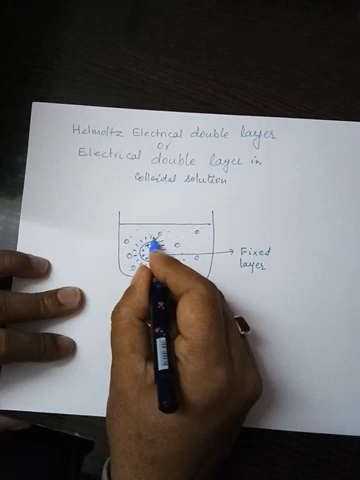 Helmoltz Electrical double layer
or
Electrical double layer in
Colloidal solution
Fixed
layer